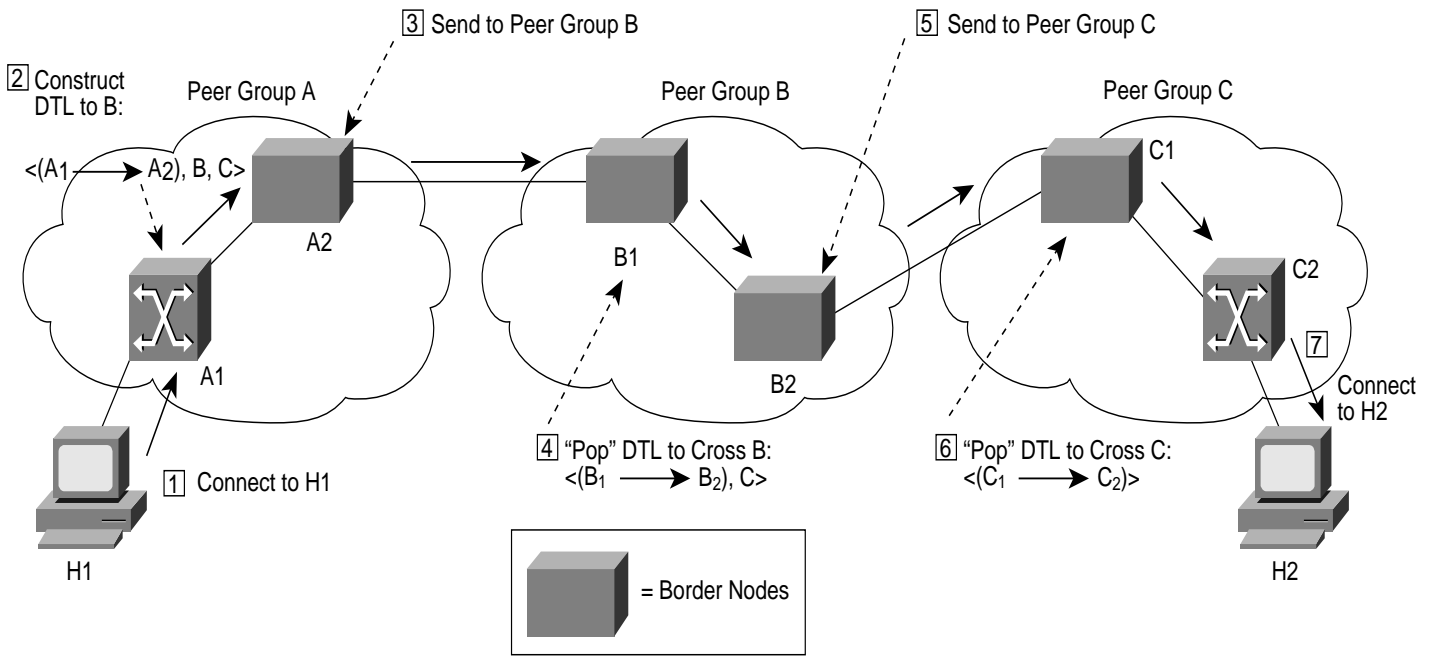 3 Send to Peer Group B
5 Send to Peer Group C
2 Construct
DTL to B:
Peer Group A
Peer Group B
Peer Group C
<(A1 → A2), B, C>
A2
A1
B1
B2
C1
C2
7
Connect
to H2
1 Connect to H1
4 “Pop” DTL to Cross B:
<(B₁ → B₂), C>
6 “Pop” DTL to Cross C:
<(C₁ → C₂)>
H1
H2
= Border Nodes